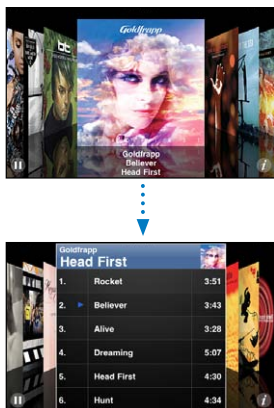 Goldfrapp
bt
Goldfrapp
Believer
Head First
i
Goldfrapp
Head First
1. Rocket 3:51
2. Believer 3:43
3. Alive 3:28
4. Dreaming 5:07
5. Head First 4:30
6. Hunt 4:34
i